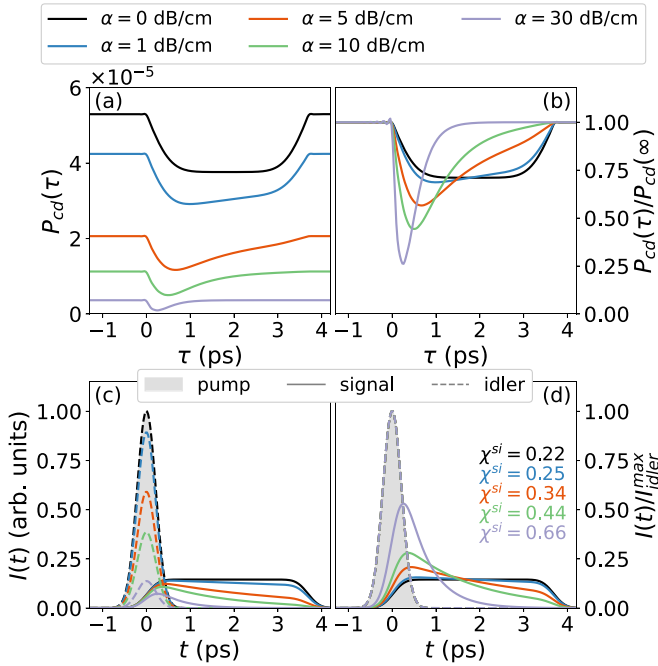 α = 0 dB/cm α = 5 dB/cm α = 30 dB/cm
α = 1 dB/cm α = 10 dB/cm
×10⁻⁵
(a) (b)
6
4
2
0
P_cd(τ)
1.00
0.75
0.50
0.25
0.00
P_cd(τ)/P_cd(∞)
−1 0 1 2 3 4
−1 0 1 2 3 4
τ (ps) τ (ps)
pump signal idler
(c) (d)
1.00
0.75
0.50
0.25
0.00
I(t) (arb. units)
χ^si = 0.22
χ^si = 0.25
χ^si = 0.34
χ^si = 0.44
χ^si = 0.66
1.00
0.75
0.50
0.25
0.00
I(t)/I_idler^max
−1 0 1 2 3 4
−1 0 1 2 3 4
t (ps) t (ps)